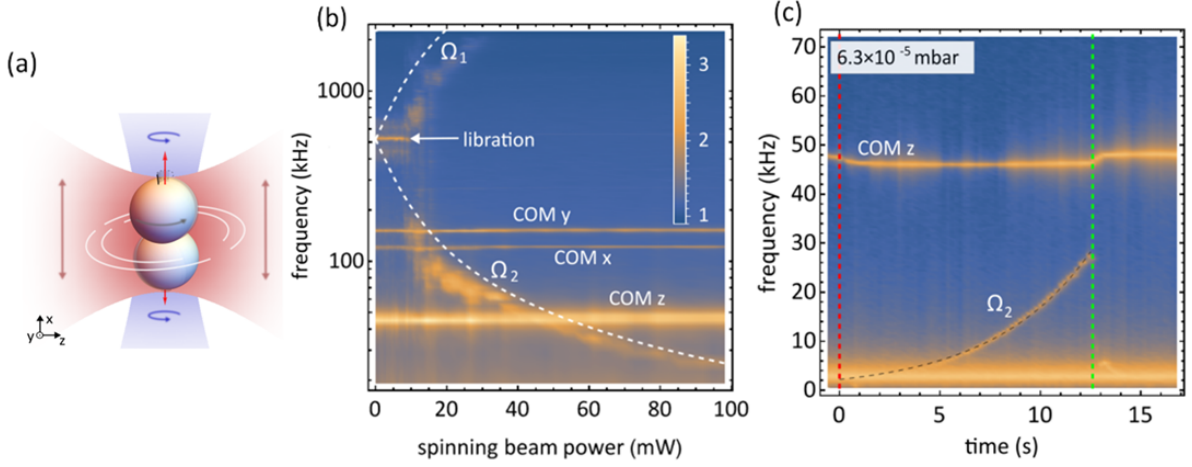 (a)
x
y
z
(b)
frequency (kHz)
1000
100
0
20
40
60
80
100
spinning beam power (mW)
Ω1
libration
COM y
COM x
Ω2
COM z
3
2
1
(c)
frequency (kHz)
70
60
50
40
30
20
10
0
0
5
10
15
time (s)
6.3×10 -5 mbar
COM z
Ω2